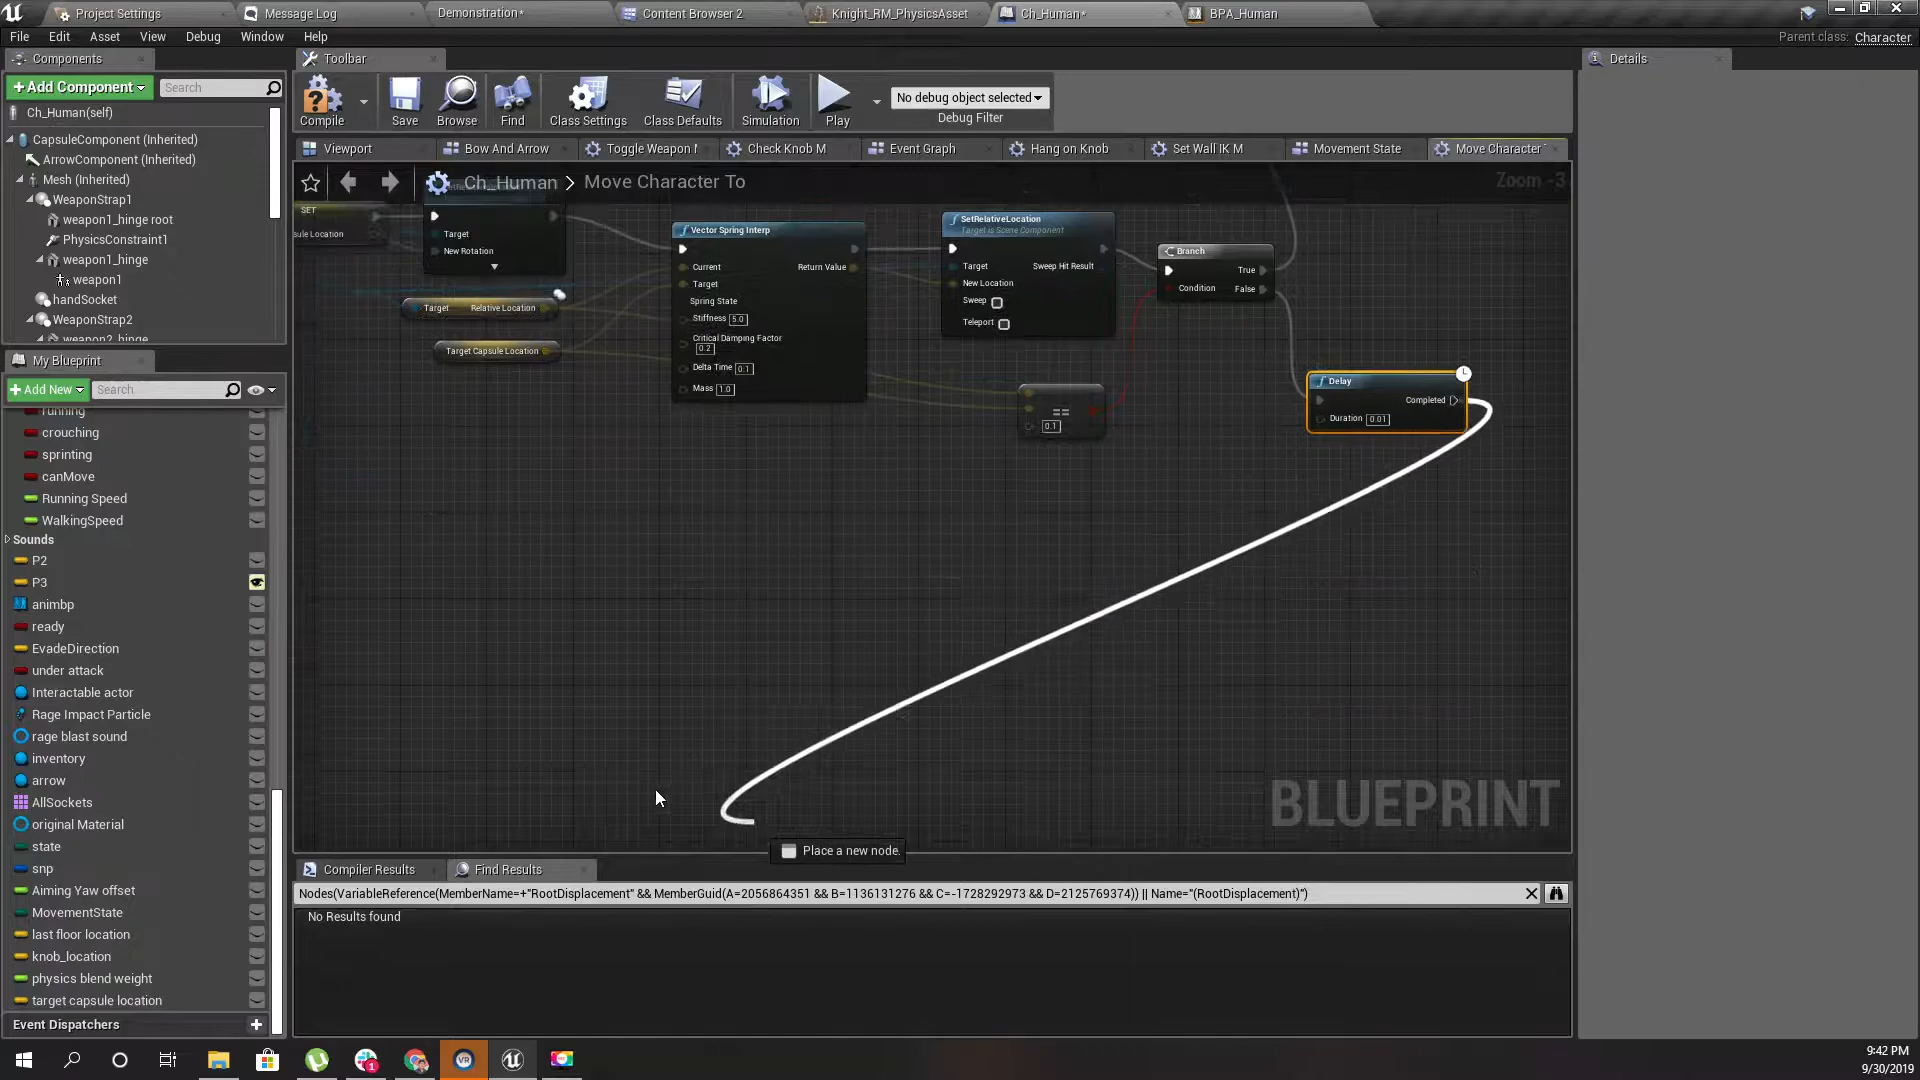 Project Settings
Message Log
Demonstration*
Content Browser 2
Knight_RM_PhysicsAsset
Ch_Human*
BPA_Human
File Edit Asset View Debug Window Help
Parent class: Character
Components
Toolbar
Details
+Add Component
Search
Ch_Human(self)
CapsuleComponent (Inherited)
ArrowComponent (Inherited)
Mesh (Inherited)
WeaponStrap1
weapon1_hinge root
PhysicsConstraint1
weapon1_hinge
weapon1
handSocket
WeaponStrap2
weapon2_hinge
Compile
Save
Browse
Find
Class Settings
Class Defaults
Simulation
Play
No debug object selected
Debug Filter
Viewport
Bow And Arrow
Toggle Weapon
Check Knob M
Event Graph
Hang on Knob
Set Wall IK M
Movement State
Move Character
Ch_Human > Move Character To
Zoom -3
SET
Target
New Rotation
Target Relative Location
Target Capsule Location
Vector Spring Interp
Current
Return Value
Target
Spring State
Stiffness 5.0
Critical Damping Factor
0.2
Delta Time 0.1
Mass 1.0
SetRelativeLocation
Target is Scene Component
Target
Sweep Hit Result
New Location
Sweep
Teleport
Branch
True
Condition
False
==
0.1
Delay
Completed
Duration 0.01
Place a new node.
BLUEPRINT
My Blueprint
+Add New
Search
running
crouching
sprinting
canMove
Running Speed
WalkingSpeed
Sounds
P2
P3
animbp
ready
EvadeDirection
under attack
Interactable actor
Rage Impact Particle
rage blast sound
inventory
arrow
AllSockets
original Material
state
snp
Aiming Yaw offset
MovementState
last floor location
knob_location
physics blend weight
target capsule location
Event Dispatchers
Compiler Results
Find Results
Nodes(VariableReference(MemberName=+"RootDisplacement" && MemberGuid(A=2056864351 && B=1136131276 && C=-1728292973 && D=2125769374)) || Name="(RootDisplacement)")
No Results found
9:42 PM
9/30/2019